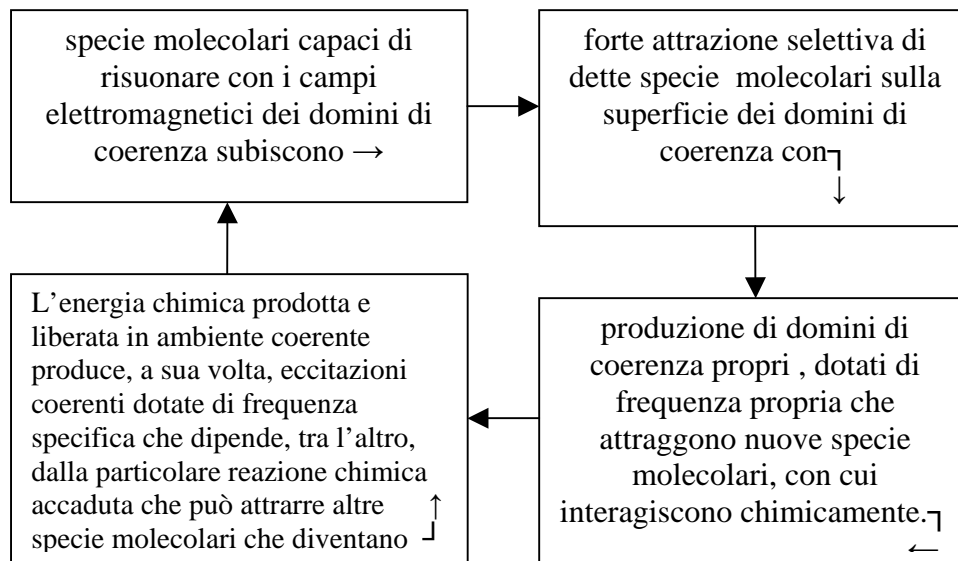 specie molecolari capaci di
risuonare con i campi
elettromagnetici dei domini di
coerenza subiscono →
forte attrazione selettiva di
dette specie molecolari sulla
superficie dei domini di
coerenza con┐
↓
produzione di domini di
coerenza propri , dotati di
frequenza propria che
attraggono nuove specie
molecolari, con cui
interagiscono chimicamente.┐
←
L’energia chimica prodotta e
liberata in ambiente coerente
produce, a sua volta, eccitazioni
coerenti dotate di frequenza
specifica che dipende, tra l’altro,
dalla particolare reazione chimica
accaduta che può attrarre altre ↑
specie molecolari che diventano ┘